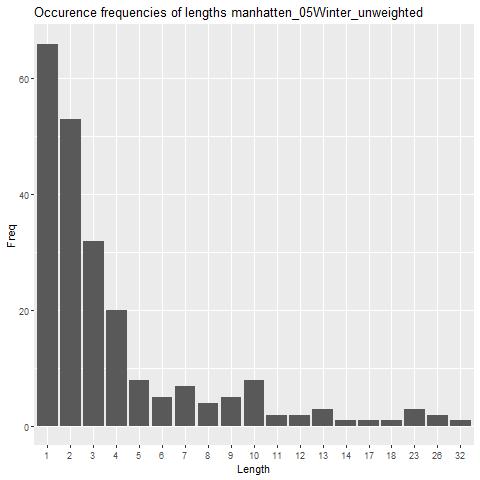 Occurence frequencies of lengths manhatten_05Winter_unweighted
60
40
20
0
Freq
1 2 3 4 5 6 7 8 9 10 11 12 13 14 17 18 23 26 32
Length